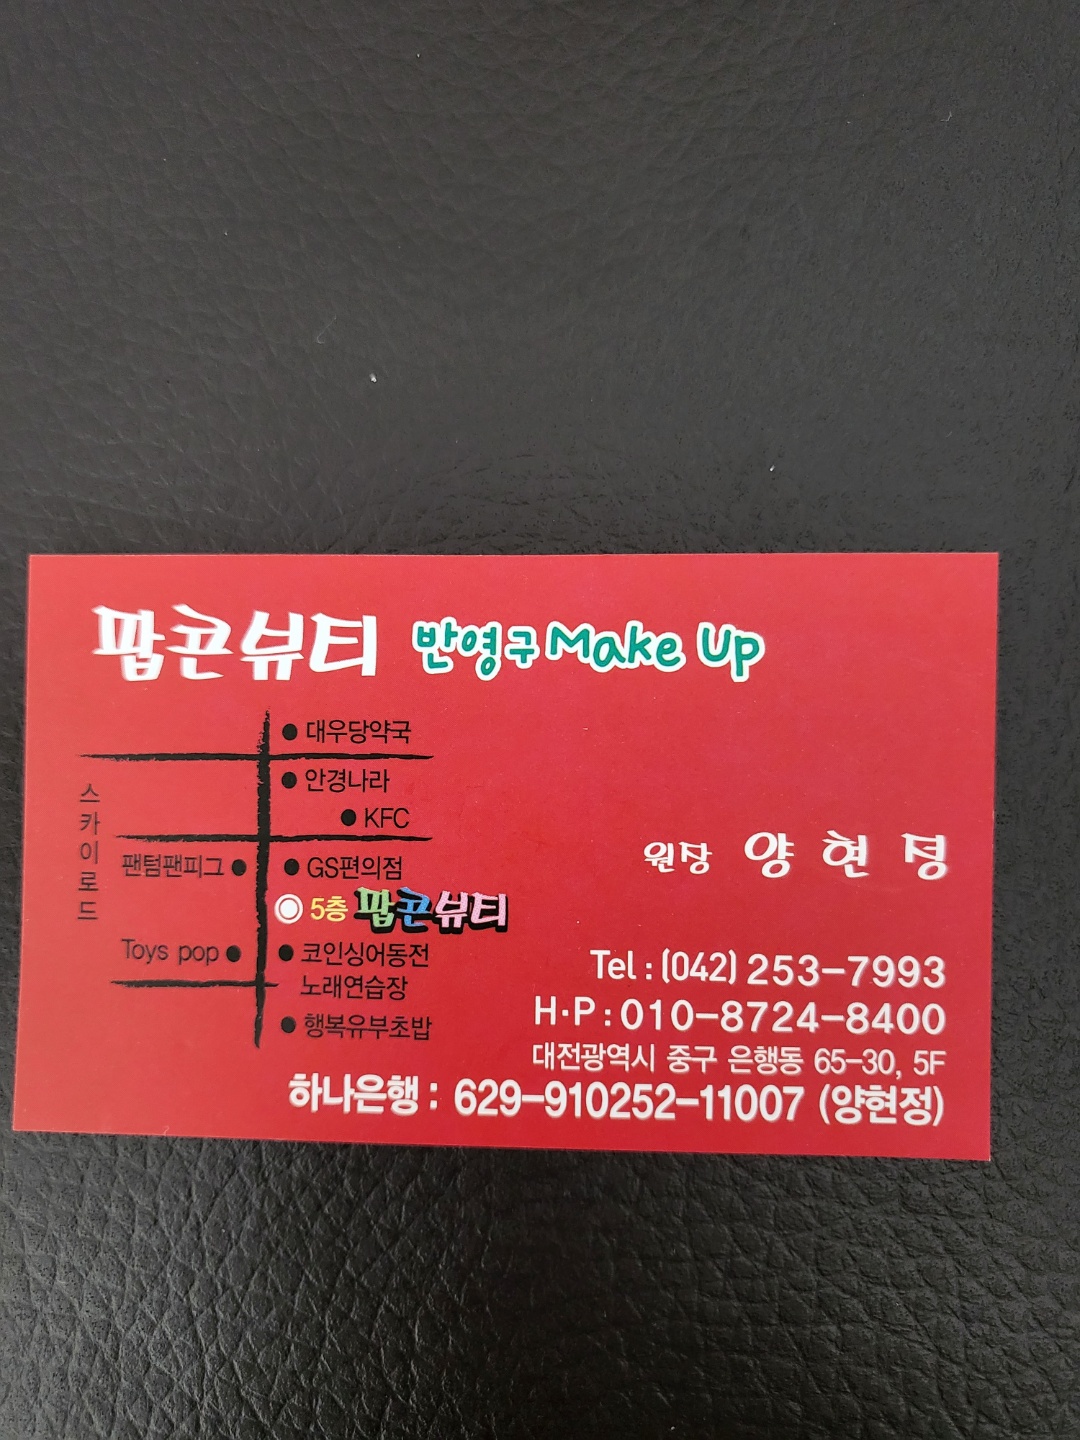 팝콘뷰티 반영구 Make Up
대우당약국
안경나라
KFC
스카이로드
팬텀팬피그
GS편의점
5층 팝콘뷰티
Toys pop
코인싱어동전
노래연습장
행복유부초밥
원장 양현정
Tel : (042) 253-7993
H·P : 010-8724-8400
대전광역시 중구 은행동 65-30, 5F
하나은행 : 629-910252-11007 (양현정)